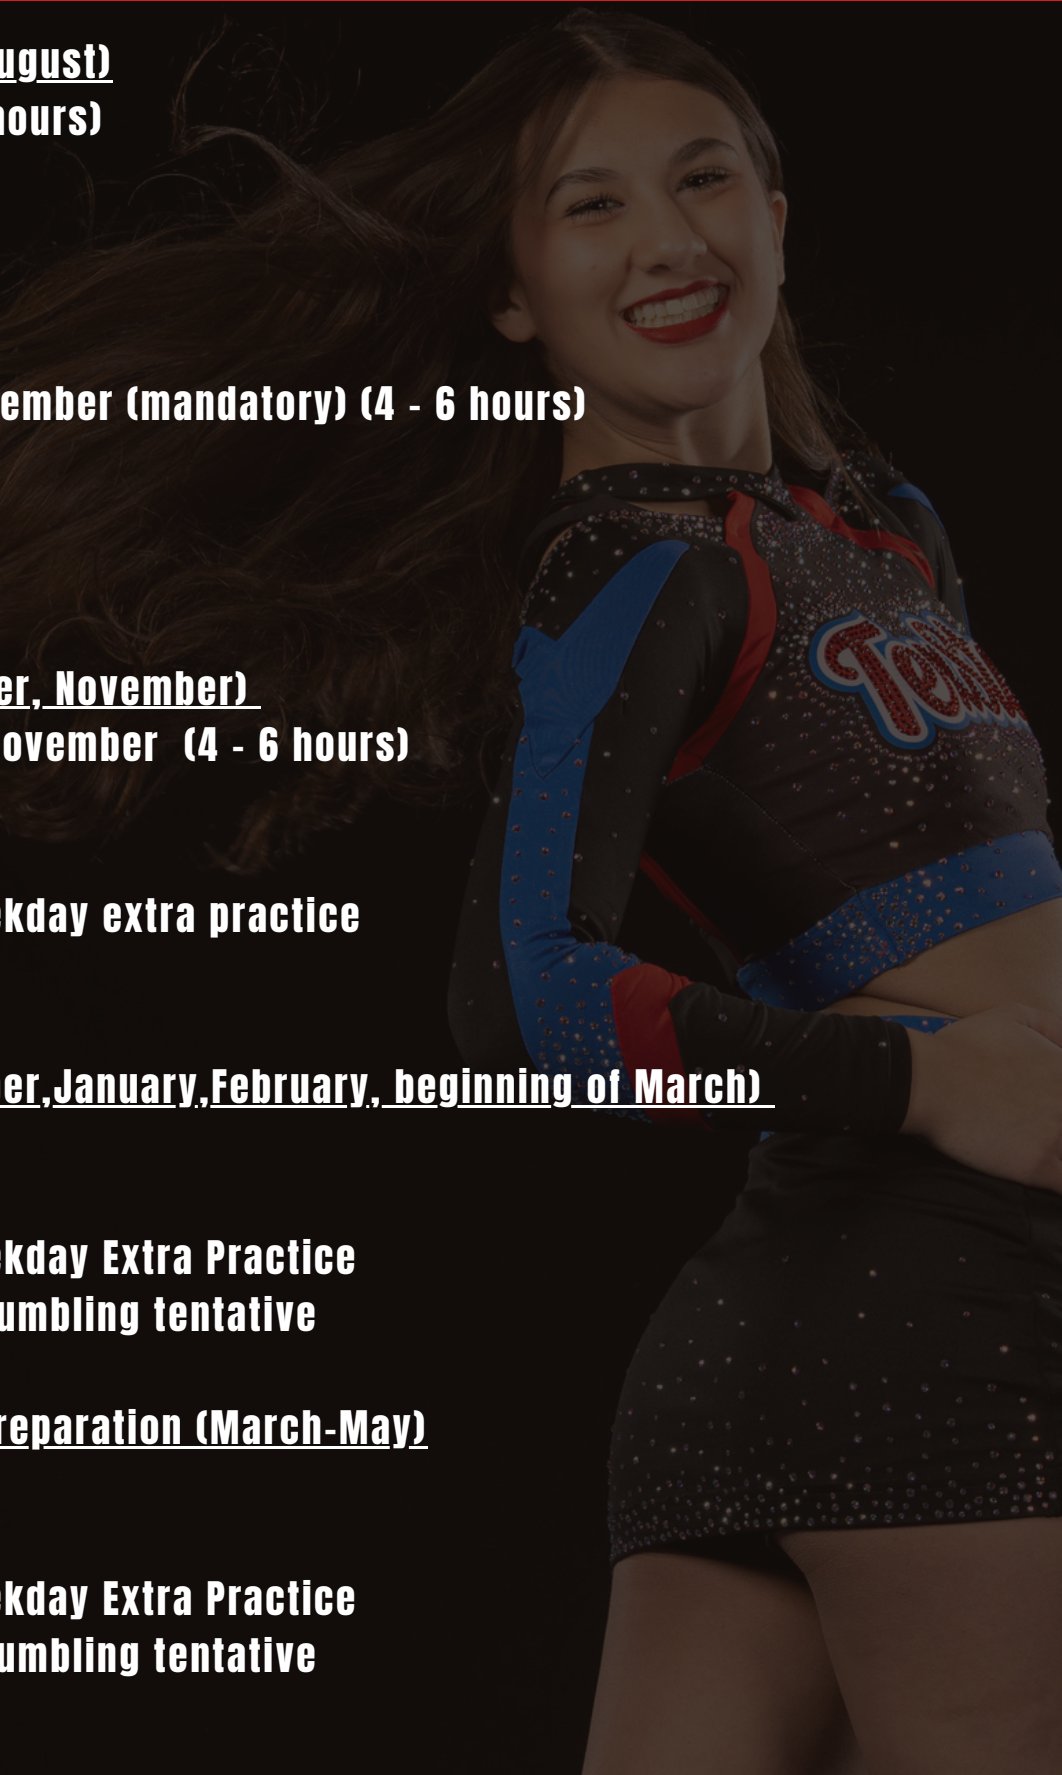 ugust)
hours)
ember (mandatory) (4 - 6 hours)
er, November)
ovember (4 - 6 hours)
kday extra practice
er,January,February, beginning of March)
kday Extra Practice
umbling tentative
reparation (March-May)
kday Extra Practice
umbling tentative